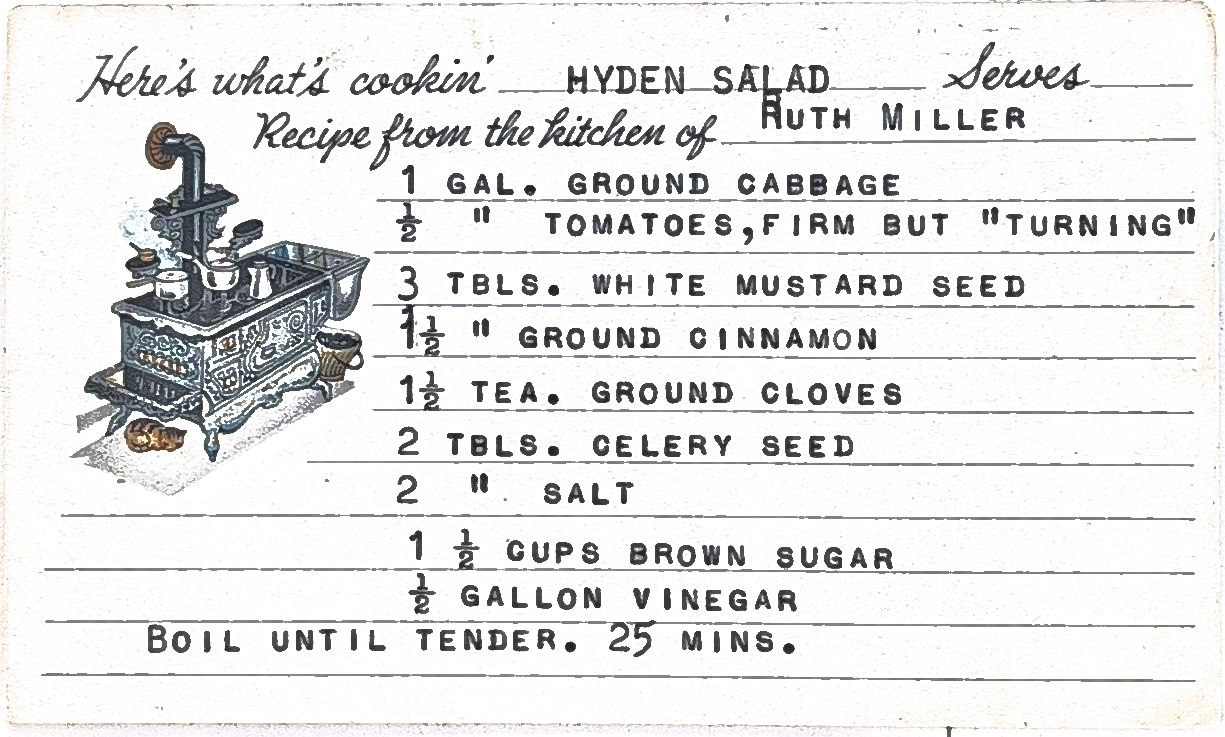 Here's what's cookin' HYDEN SALAD Serves
Recipe from the kitchen of RUTH MILLER
1 GAL. GROUND CABBAGE
½ " TOMATOES, FIRM BUT "TURNING"
3 TBLS. WHITE MUSTARD SEED
1½ " GROUND CINNAMON
1½ TEA. GROUND CLOVES
2 TBLS. CELERY SEED
2 " SALT
1 ½ CUPS BROWN SUGAR
½ GALLON VINEGAR
BOIL UNTIL TENDER. 25 MINS.